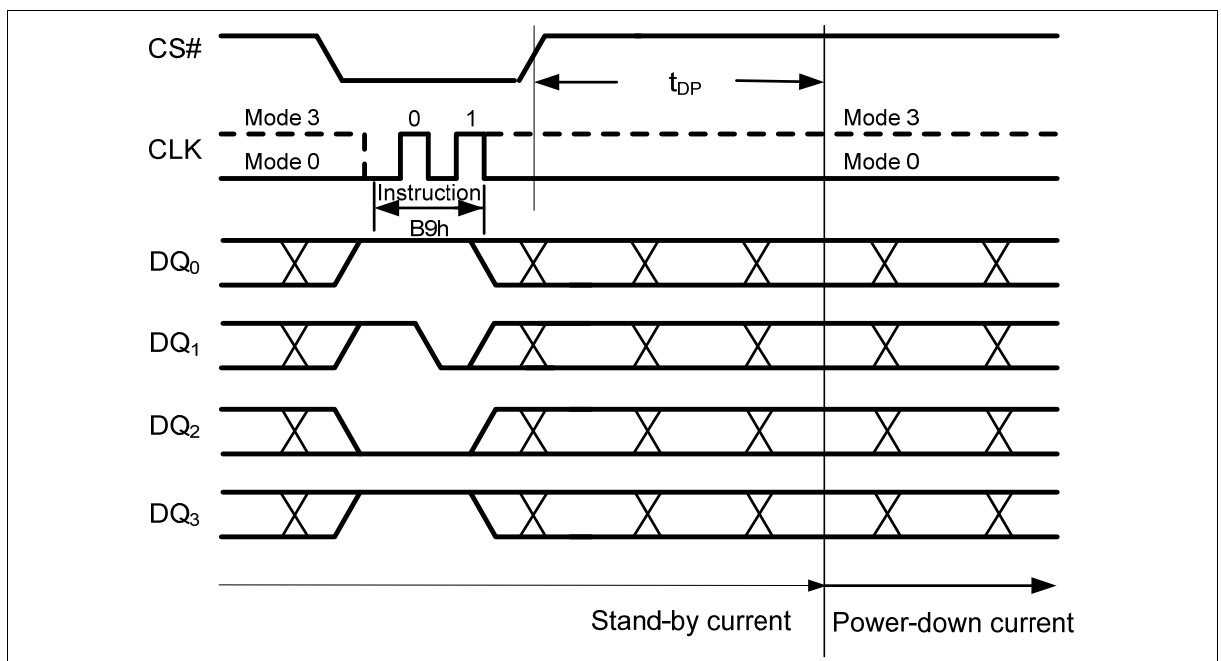 CS#
tDP
Mode 3 0 1 Mode 3
CLK
Mode 0 Mode 0
Instruction
B9h
DQ0
DQ1
DQ2
DQ3
Stand-by current Power-down current